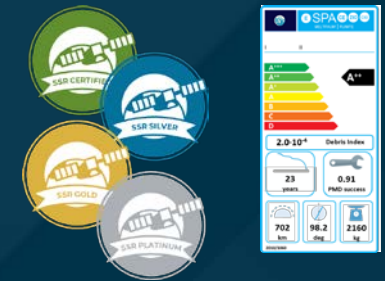 SSR CERTIFIED
SSR SILVER
SSR GOLD
SSR PLATINUM
SPA
A+++
A++
A+
A
B
C
D
A++
2.0·10⁻⁴ Debris Index
23
years
0.91
PMD success
702
km
98.2
deg
2160
kg